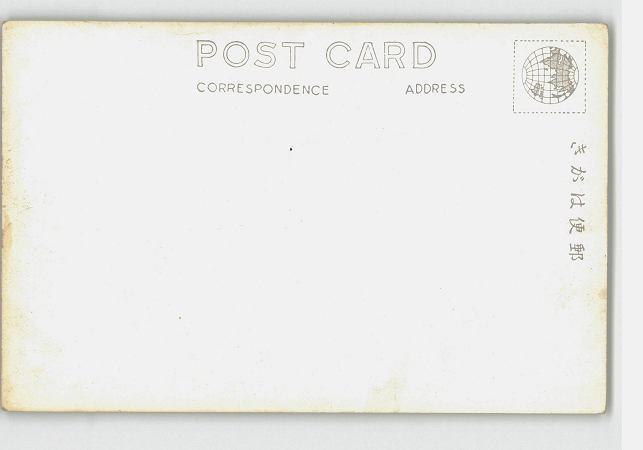 POST CARD
CORRESPONDENCE ADDRESS
郵便はがき